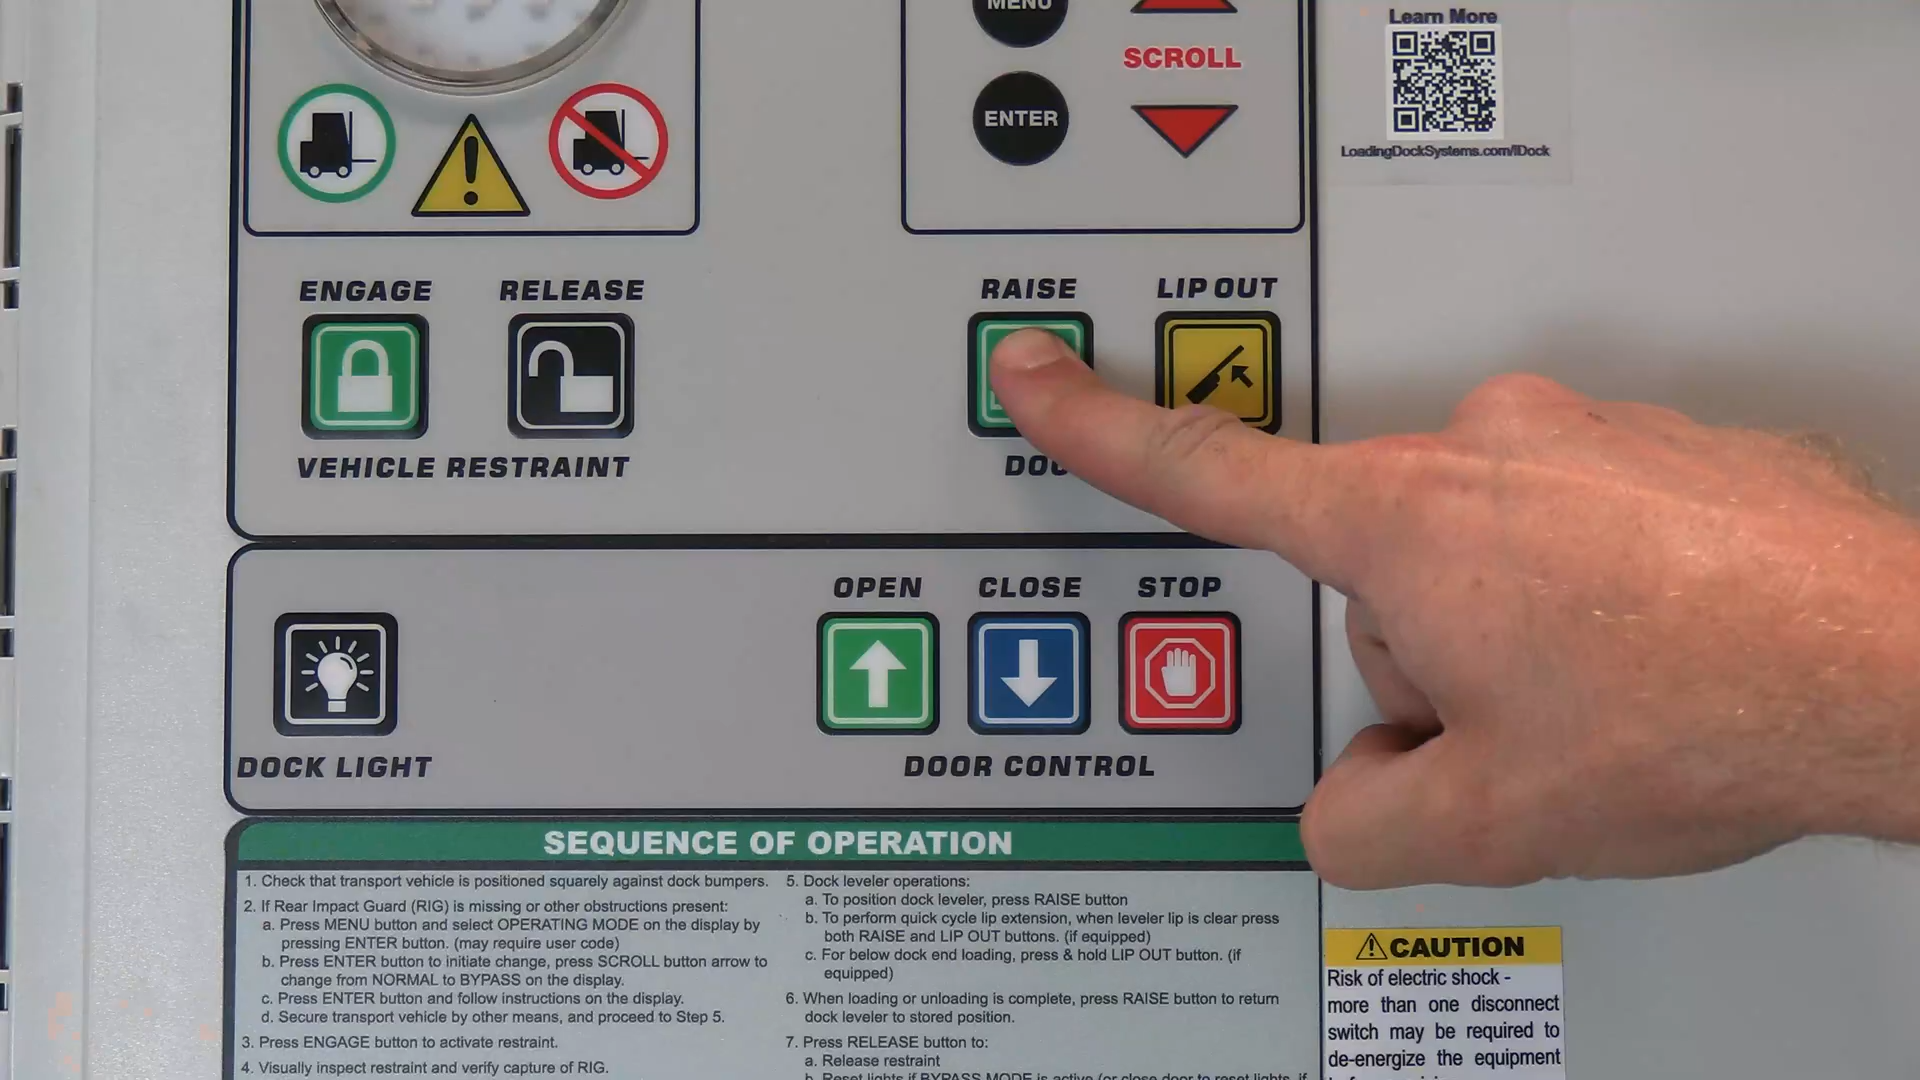 MENU
SCROLL
ENTER
Learn More
LoadingDockSystems.com/iDock
ENGAGE
RELEASE
RAISE
LIP OUT
VEHICLE RESTRAINT
OPEN
CLOSE
STOP
DOCK LIGHT
DOOR CONTROL
SEQUENCE OF OPERATION
1. Check that transport vehicle is positioned squarely against dock bumpers.
2. If Rear Impact Guard (RIG) is missing or other obstructions present:
a. Press MENU button and select OPERATING MODE on the display by
pressing ENTER button. (may require user code)
b. Press ENTER button to initiate change, press SCROLL button arrow to
change from NORMAL to BYPASS on the display.
c. Press ENTER button and follow instructions on the display.
d. Secure transport vehicle by other means, and proceed to Step 5.
3. Press ENGAGE button to activate restraint.
4. Visually inspect restraint and verify capture of RIG.
5. Dock leveler operations:
a. To position dock leveler, press RAISE button
b. To perform quick cycle lip extension, when leveler lip is clear press
both RAISE and LIP OUT buttons. (if equipped)
c. For below dock end loading, press & hold LIP OUT button. (if
equipped)
6. When loading or unloading is complete, press RAISE button to return
dock leveler to stored position.
7. Press RELEASE button to:
a. Release restraint
b. Reset lights if BYPASS MODE is active (or close door to reset lights, if
CAUTION
Risk of electric shock -
more than one disconnect
switch may be required to
de-energize the equipment